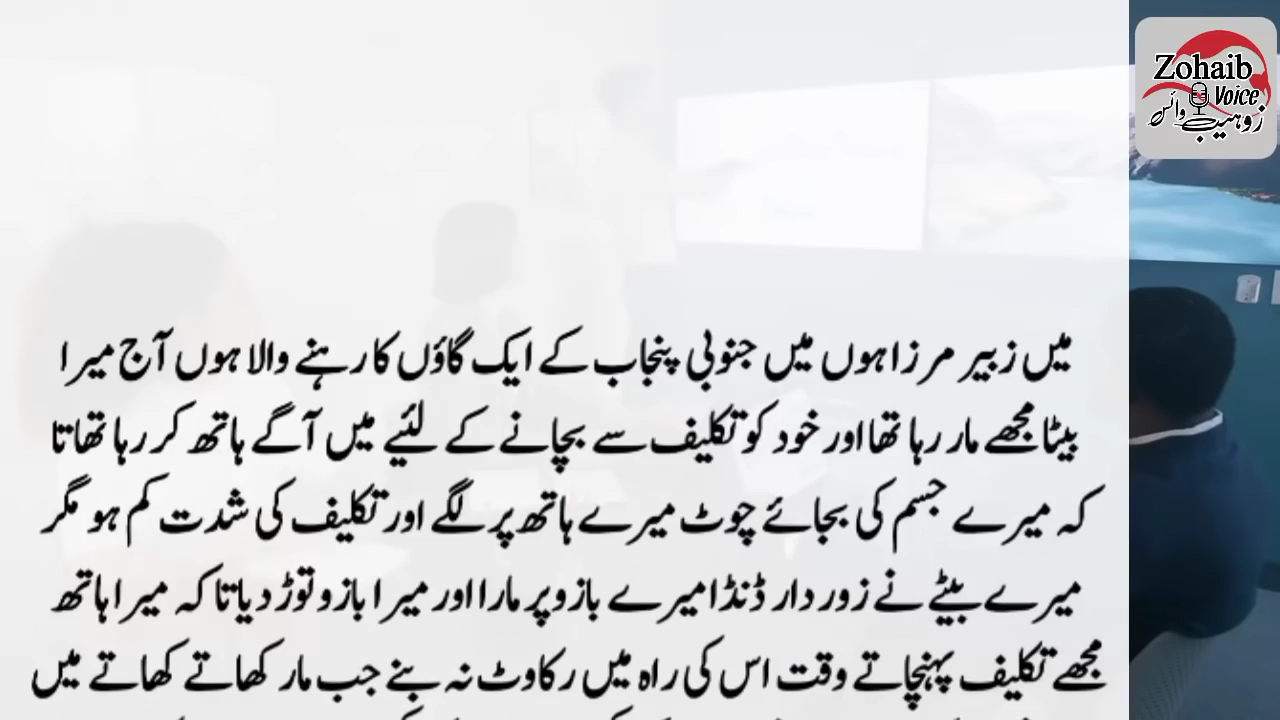 Zohaib
Voice
زوہیب وائس
میں زبیر مرزا ہوں میں جنوبی پنجاب کے ایک گاؤں کا رہنے والا ہوں آج میرا
بیٹا مجھے مار رہا تھا اور خود کو تکلیف سے بچانے کے لئیے میں آگے ہاتھ کر رہا تھا تا
کہ میرے جسم کی بجائے چوٹ میرے ہاتھ پر لگے اور تکلیف کی شدت کم ہو مگر
میرے بیٹے نے زور دار ڈنڈا میرے بازو پر مارا اور میرا بازو توڑ دیا تا کہ میرا ہاتھ
مجھے تکلیف پہنچاتے وقت اس کی راہ میں رکاوٹ نہ بنے جب مار کھاتے کھاتے میں